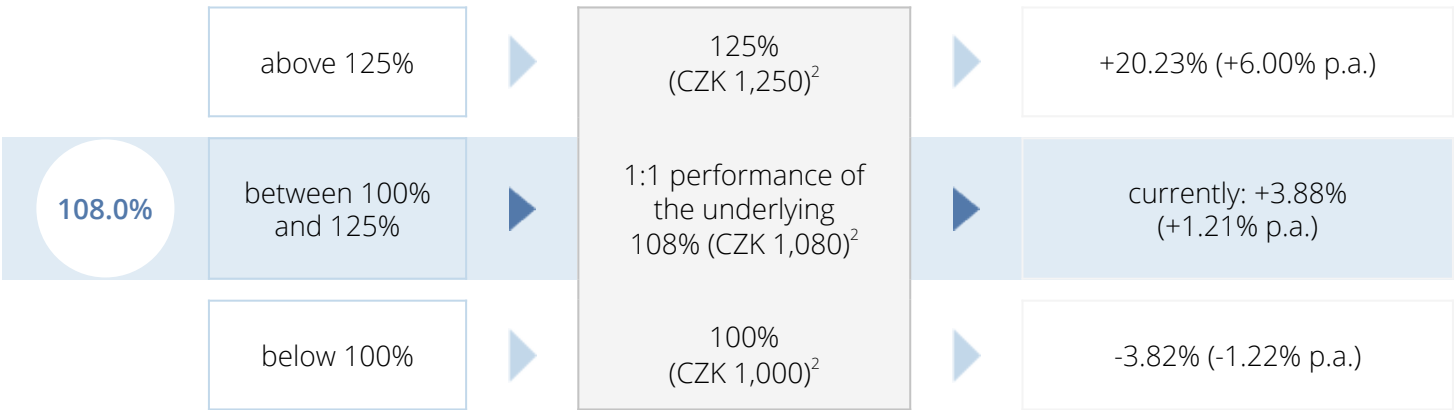 above 125%
125%
(CZK 1,250)²
+20.23% (+6.00% p.a.)
108.0%
between 100%
and 125%
1:1 performance of
the underlying
108% (CZK 1,080)²
currently: +3.88%
(+1.21% p.a.)
below 100%
100%
(CZK 1,000)²
-3.82% (-1.22% p.a.)